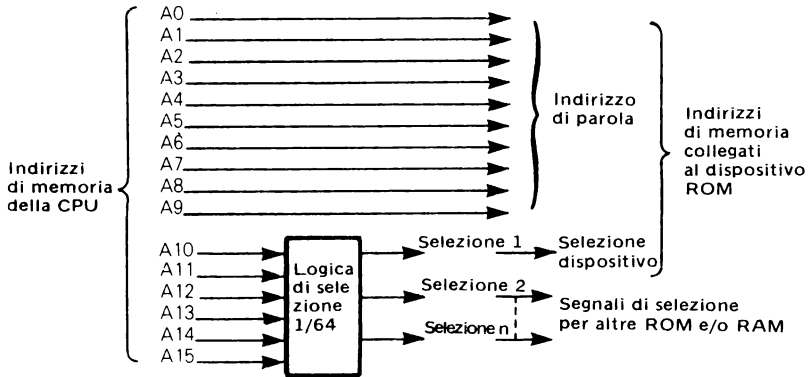 A0
A1
A2
A3
A4
A5
A6
A7
A8
A9
Indirizzo
di parola
Indirizzi
di memoria
collegati
al dispositivo
ROM
Indirizzi
di memoria
della CPU
A10
A11
A12
A13
A14
A15
Logica
di sele
zione
1/64
Selezione 1
Selezione
dispositivo
Selezione 2
Selezione n
Segnali di selezione
per altre ROM e/o RAM